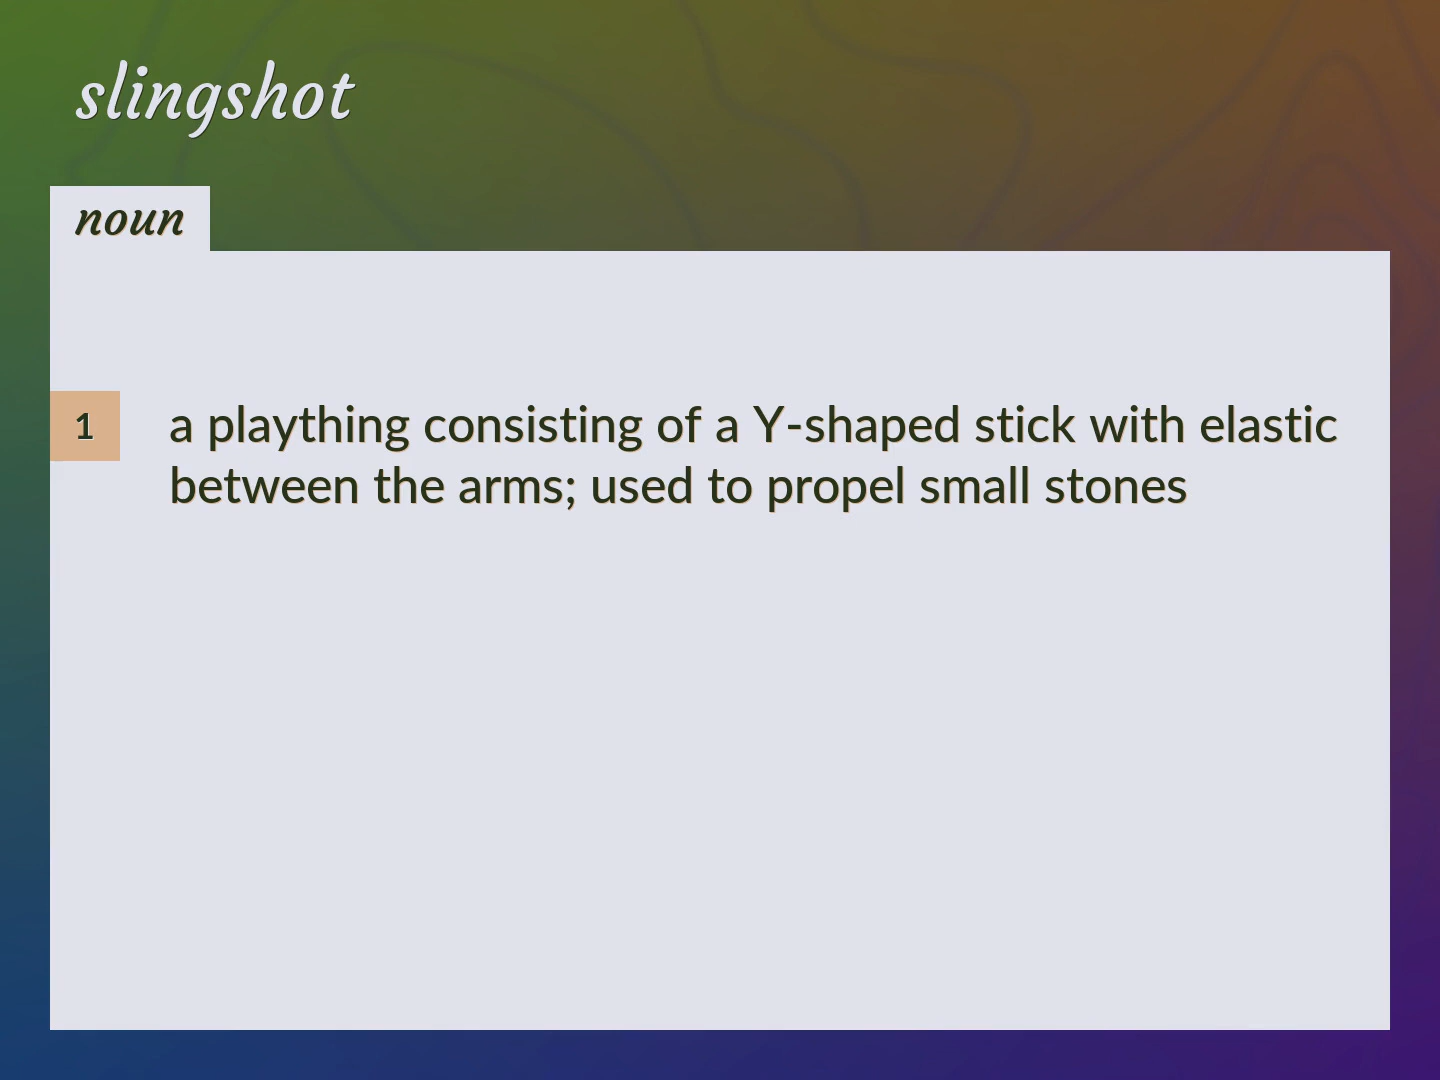 slingshot
noun
1 a plaything consisting of a Y-shaped stick with elastic
between the arms; used to propel small stones